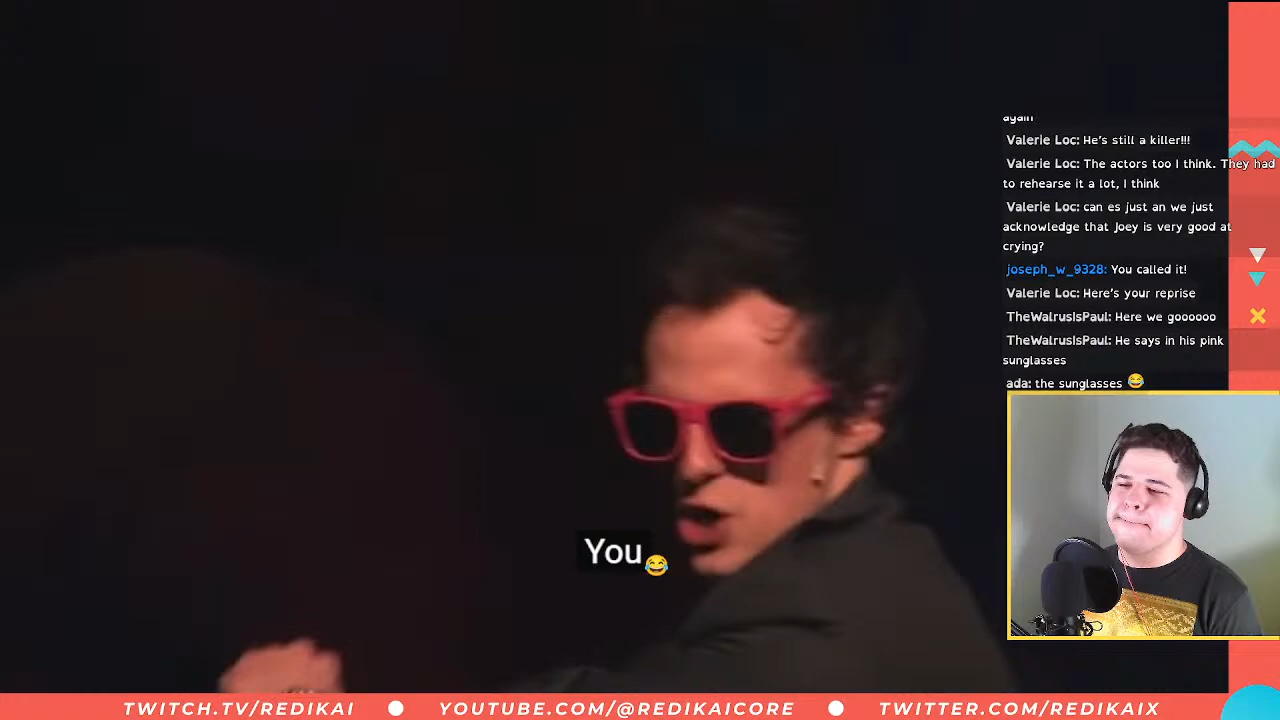 again
Valerie Loc: He's still a killer!!!
Valerie Loc: The actors too I think. They had
to rehearse it a lot, I think
Valerie Loc: can es just an we just
acknowledge that Joey is very good at
crying?
joseph_w_9328: You called it!
Valerie Loc: Here's your reprise
TheWalrusIsPaul: Here we goooooo
TheWalrusIsPaul: He says in his pink
sunglasses
ada: the sunglasses 😂
You 😂
TWITCH.TV/REDIKAI ● YOUTUBE.COM/@REDIKAICORE ● TWITTER.COM/REDIKAIX